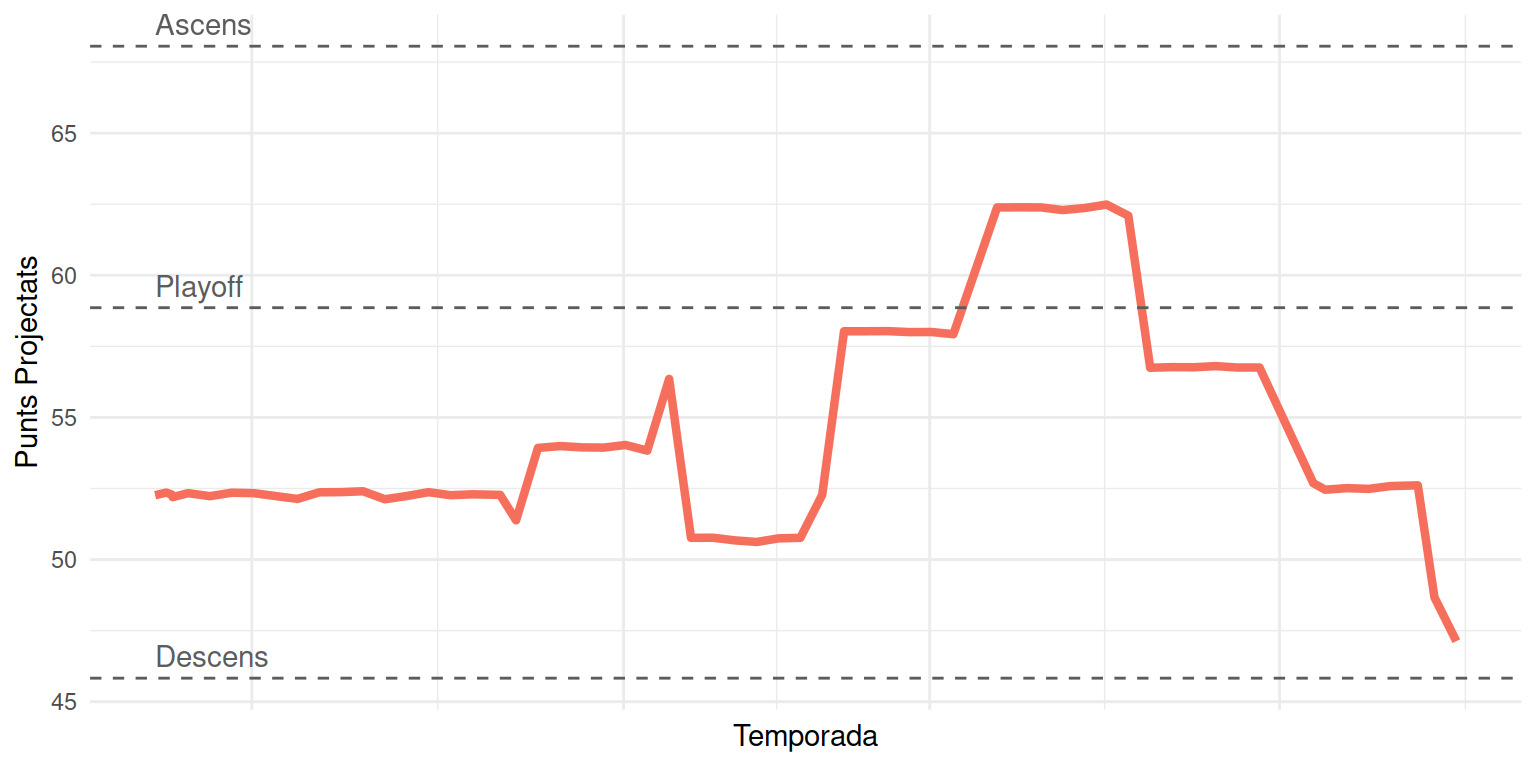 Ascens
65
60
Playoff
55
50
Descens
45
Punts Projectats
Temporada